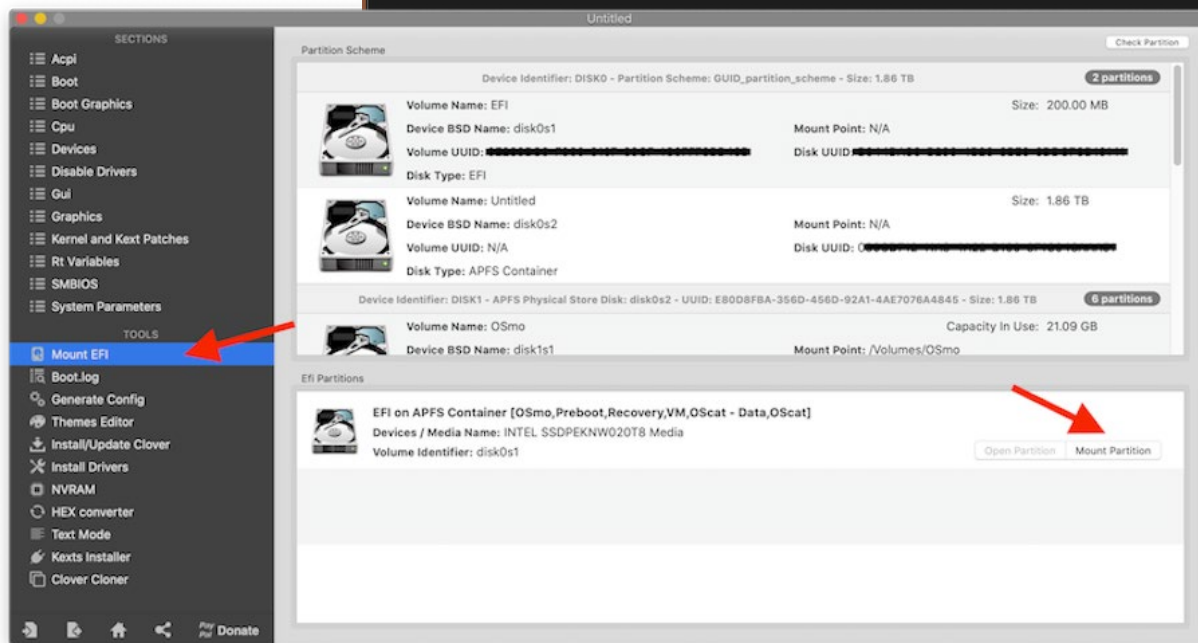 Untitled
SECTIONS
Acpi
Boot
Boot Graphics
Cpu
Devices
Disable Drivers
Gui
Graphics
Kernel and Kext Patches
Rt Variables
SMBIOS
System Parameters
TOOLS
Mount EFI
Boot.log
Generate Config
Themes Editor
Install/Update Clover
Install Drivers
NVRAM
HEX converter
Text Mode
Kexts Installer
Clover Cloner
Pay Pal Donate
Partition Scheme
Check Partition
Device Identifier: DISK0 - Partition Scheme: GUID_partition_scheme - Size: 1.86 TB
2 partitions
Volume Name: EFI
Size: 200.00 MB
Device BSD Name: disk0s1
Mount Point: N/A
Volume UUID:
Disk UUID:
Disk Type: EFI
Volume Name: Untitled
Size: 1.86 TB
Device BSD Name: disk0s2
Mount Point: N/A
Volume UUID: N/A
Disk UUID:
Disk Type: APFS Container
Device Identifier: DISK1 - APFS Physical Store Disk: disk0s2 - UUID: E80D8FBA-356D-456D-92A1-4AE7076A4845 - Size: 1.86 TB
6 partitions
Volume Name: OSmo
Capacity In Use: 21.09 GB
Device BSD Name: disk1s1
Mount Point: /Volumes/OSmo
Efi Partitions
EFI on APFS Container [OSmo,Preboot,Recovery,VM,OScat - Data,OScat]
Devices / Media Name: INTEL SSDPEKNW020T8 Media
Volume Identifier: disk0s1
Open Partition
Mount Partition